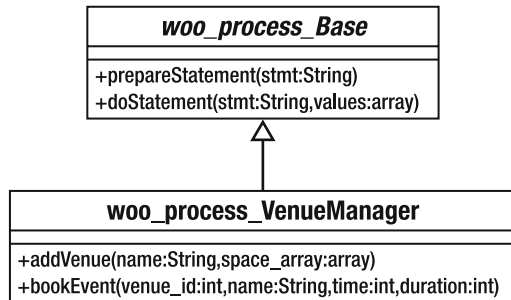 woo_process_Base
+prepareStatement(stmt:String)
+doStatement(stmt:String,values:array)
woo_process_VenueManager
+addVenue(name:String,space_array:array)
+bookEvent(venue_id:int,name:String,time:int,duration:int)